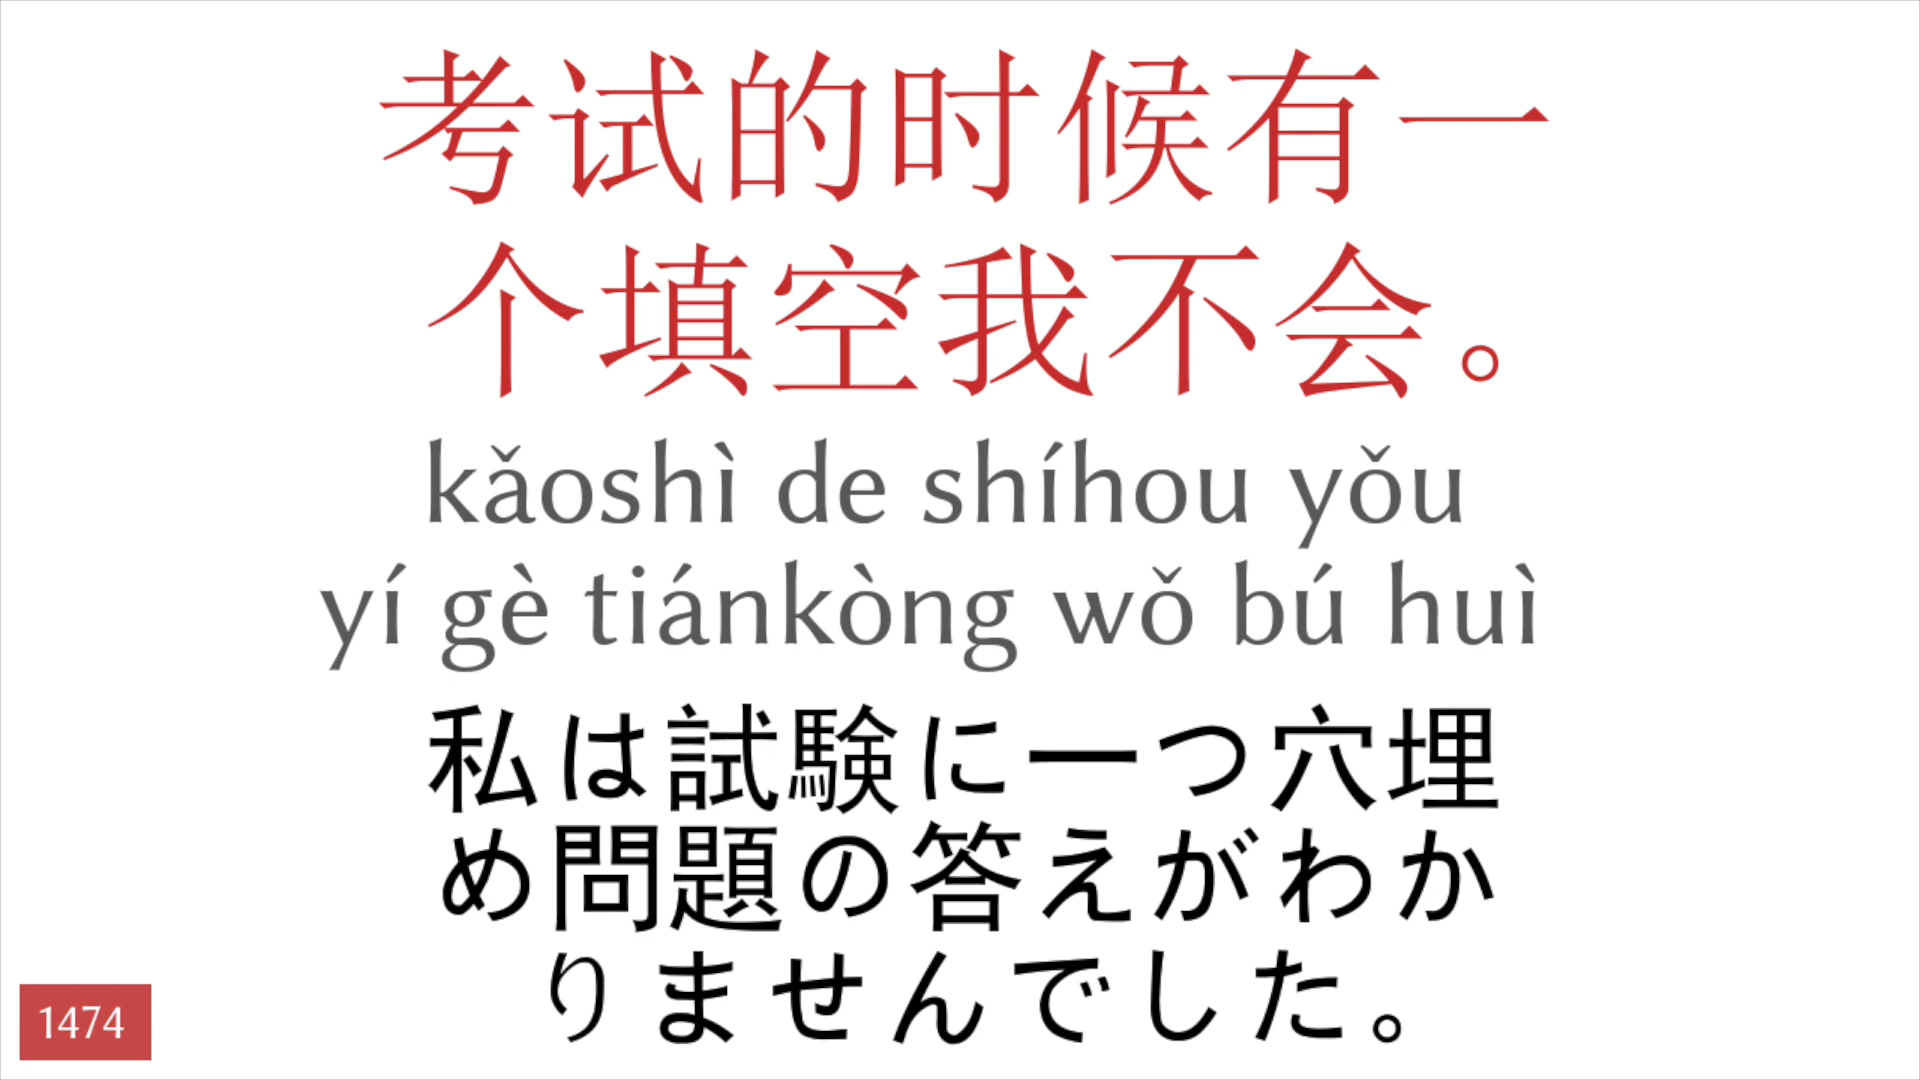 考试的时候有一
个填空我不会。
kǎoshì de shíhou yǒu
yí gè tiánkòng wǒ bú huì
私は試験に一つ穴埋
め問題の答えがわか
りませんでした。
1474